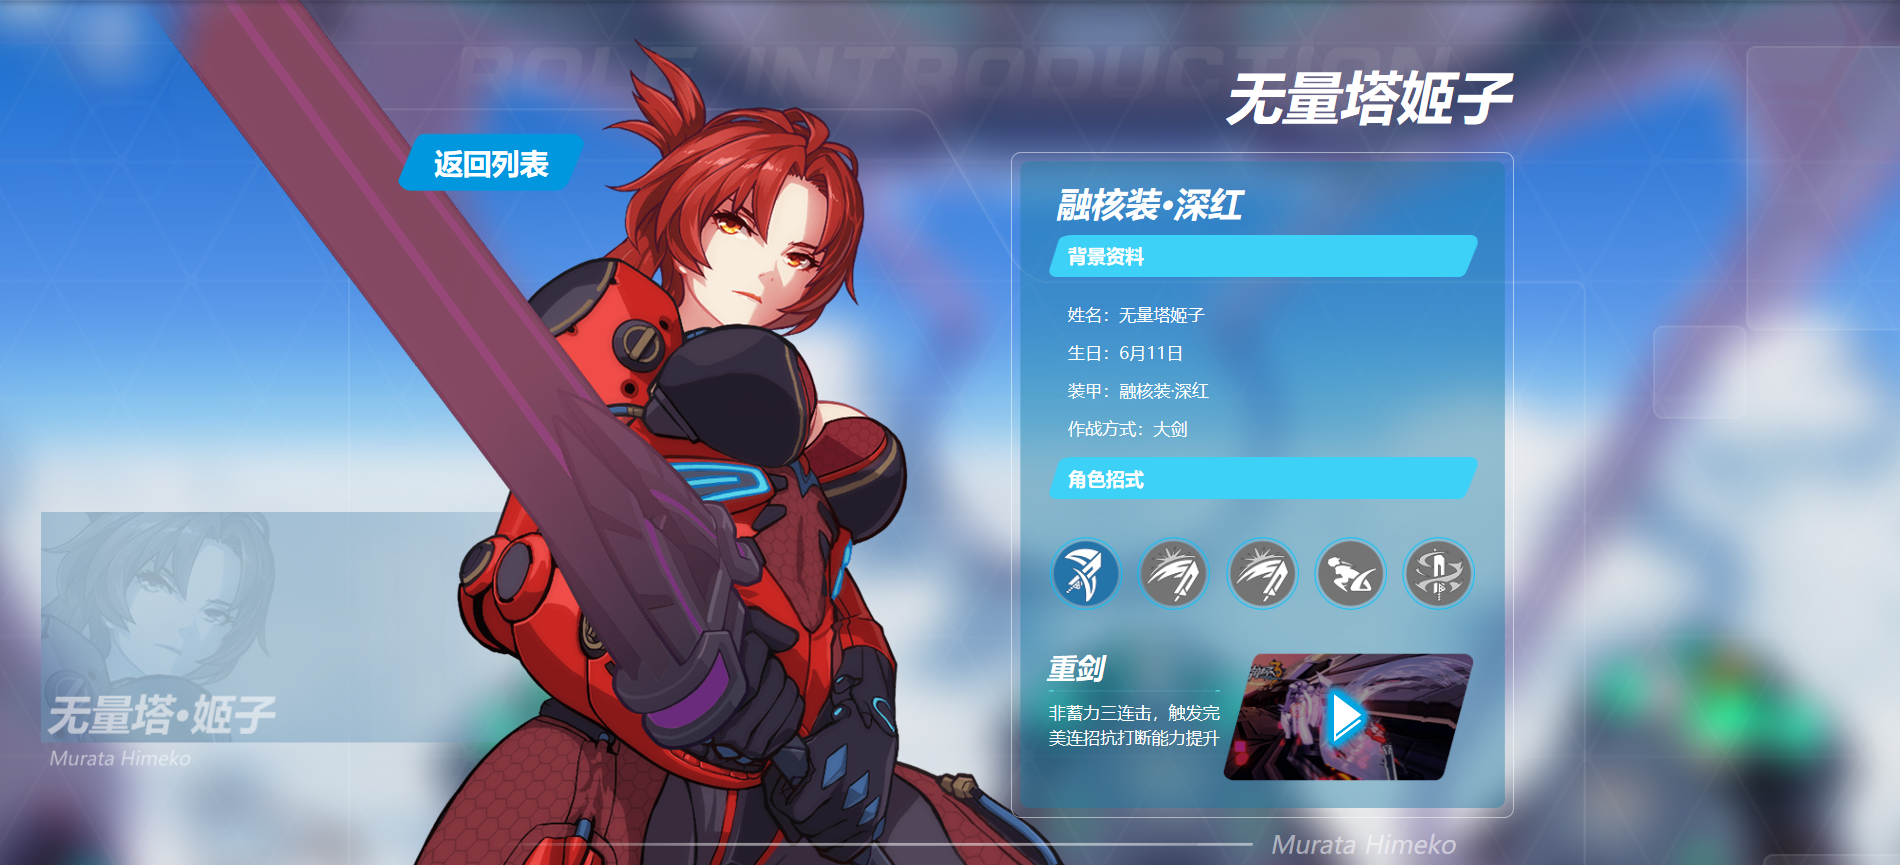 ROLE INTRODUCTION
无量塔姬子
返回列表
融核装·深红
背景资料
姓名：无量塔姬子
生日：6月11日
装甲：融核装·深红
作战方式：大剑
角色招式
重剑
非蓄力三连击，触发完
美连招抗打断能力提升
无量塔·姬子
Murata Himeko
Murata Himeko